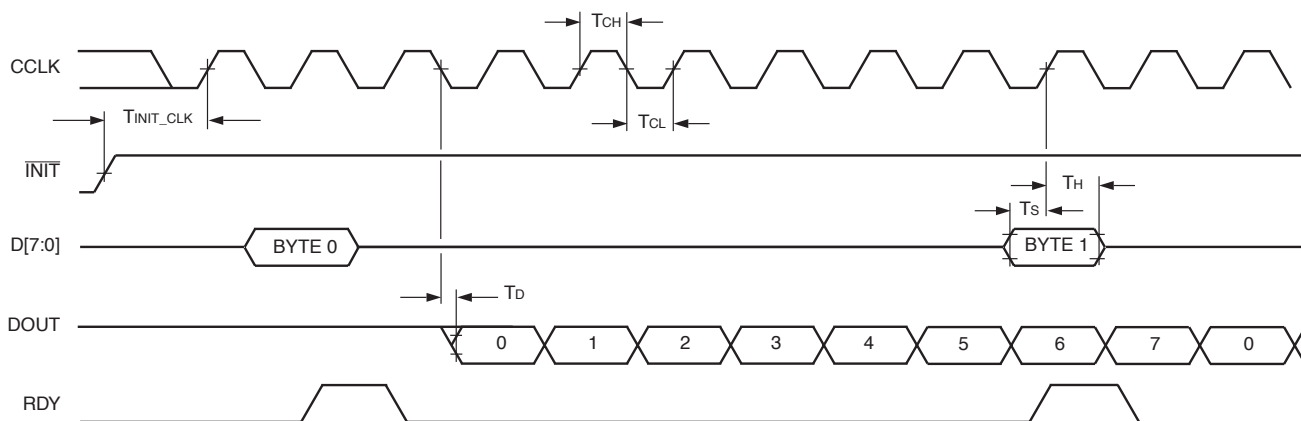 TCH
CCLK
TINIT_CLK
TCL
INIT
TH
TS
D[7:0] BYTE 0 BYTE 1
TD
DOUT 0 1 2 3 4 5 6 7 0
RDY